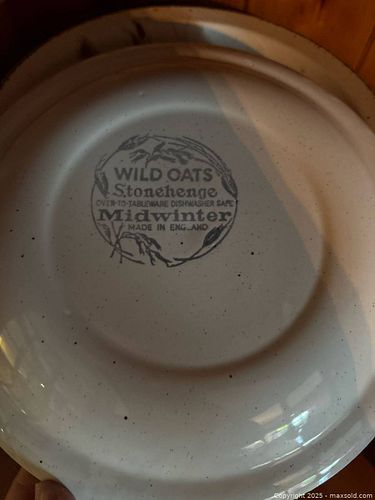 WILD OATS
Stonehenge
OVEN-TO-TABLEWARE DISHWASHER SAFE
Midwinter
MADE IN ENGLAND
Copyright 2025 - maxsold.com